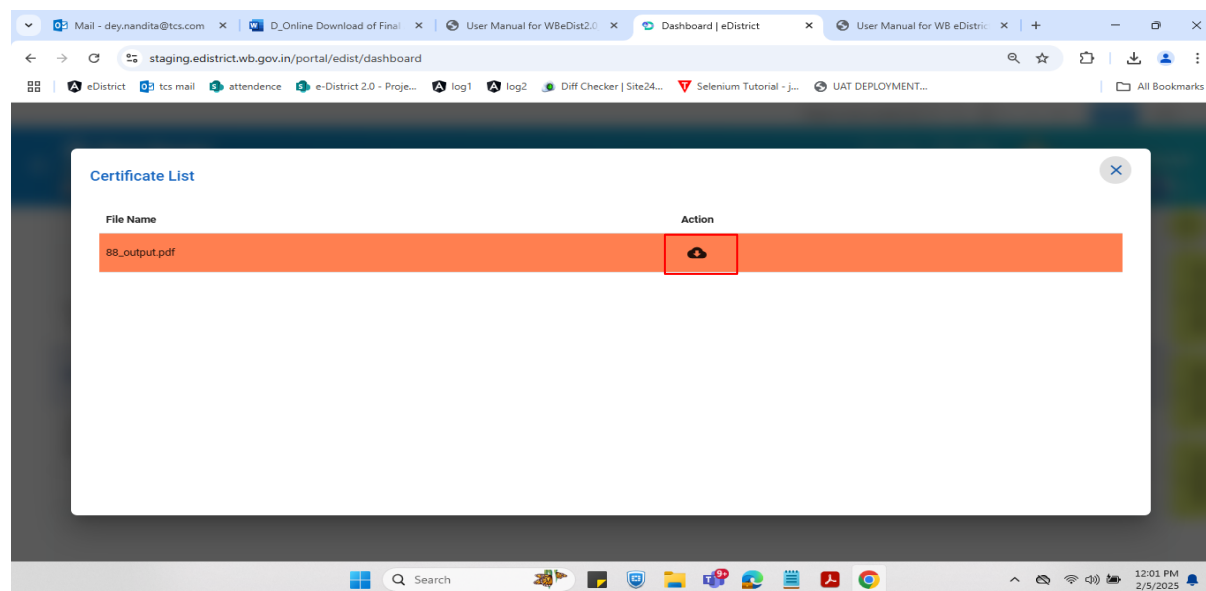 Mail - dey.nandita@tcs.com
D_Online Download of Final
User Manual for WBeDist2.0
Dashboard | eDistrict
User Manual for WB eDistric
staging.edistrict.wb.gov.in/portal/edist/dashboard
eDistrict
tcs mail
attendence
e-District 2.0 - Proje...
log1
log2
Diff Checker | Site24...
Selenium Tutorial - j...
UAT DEPLOYMENT...
All Bookmarks
Certificate List
File Name Action
88_output.pdf
Search
9+
12:01 PM
2/5/2025